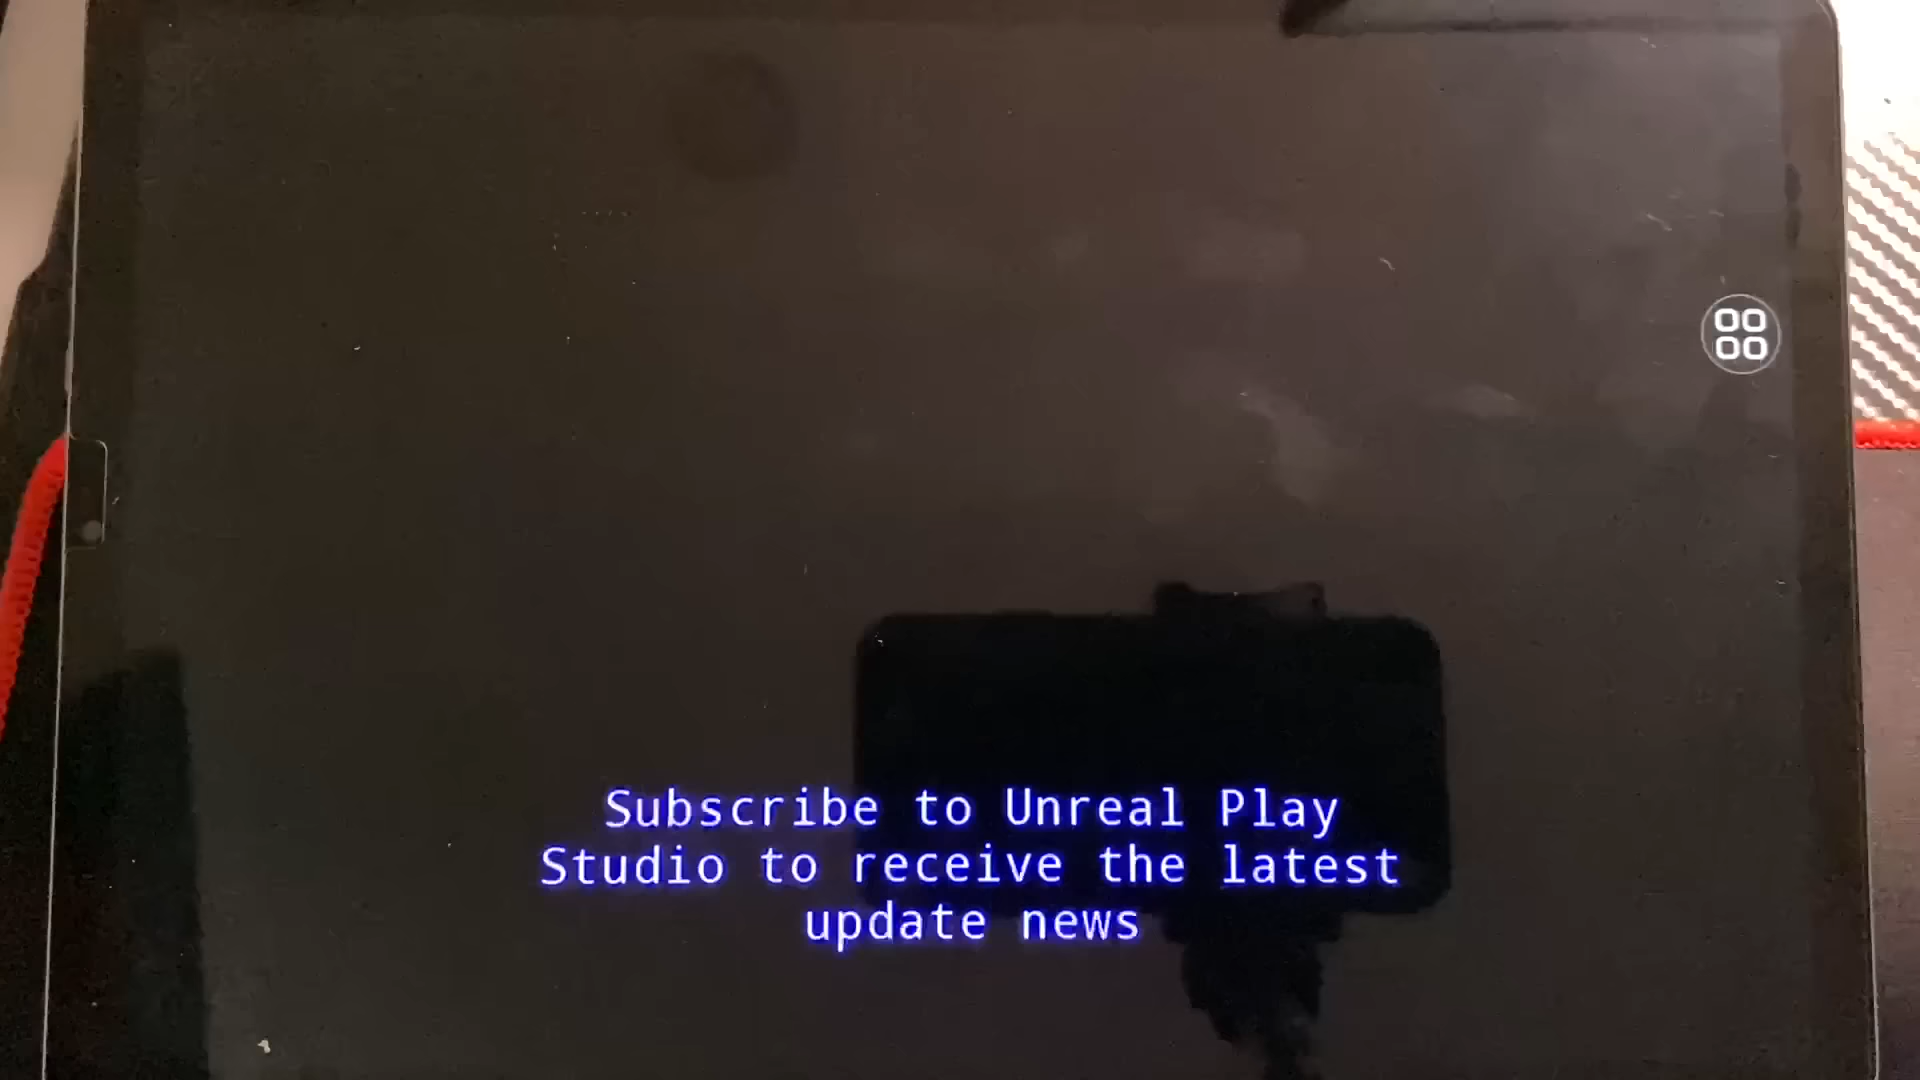 Subscribe to Unreal Play
Studio to receive the latest
update news